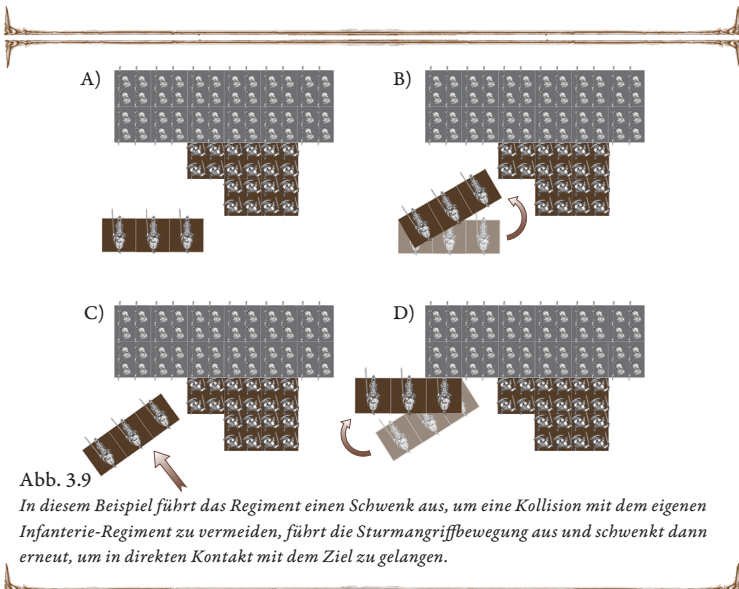 A)
B)
C)
D)
Abb. 3.9
In diesem Beispiel führt das Regiment einen Schwenk aus, um eine Kollision mit dem eigenen
Infanterie-Regiment zu vermeiden, führt die Sturmangriffbewegung aus und schwenkt dann
erneut, um in direkten Kontakt mit dem Ziel zu gelangen.